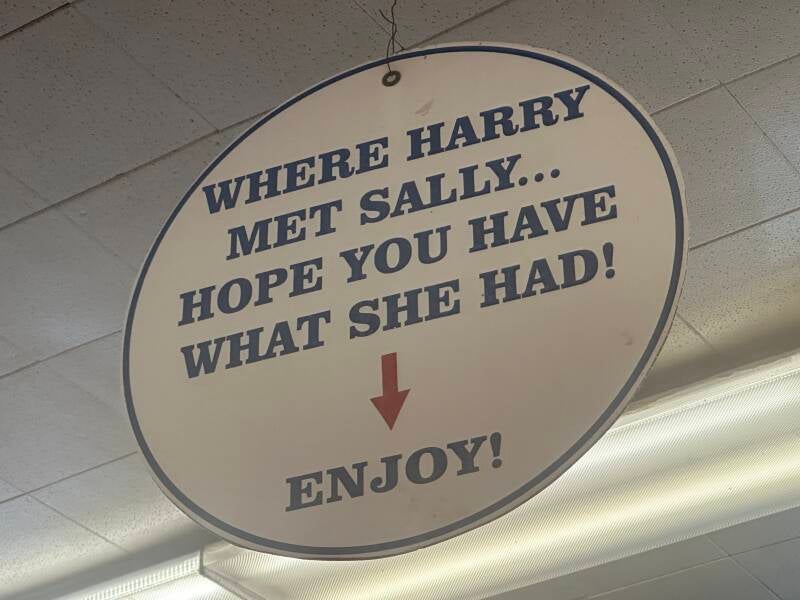 WHERE HARRY
MET SALLY...
HOPE YOU HAVE
WHAT SHE HAD!
ENJOY!